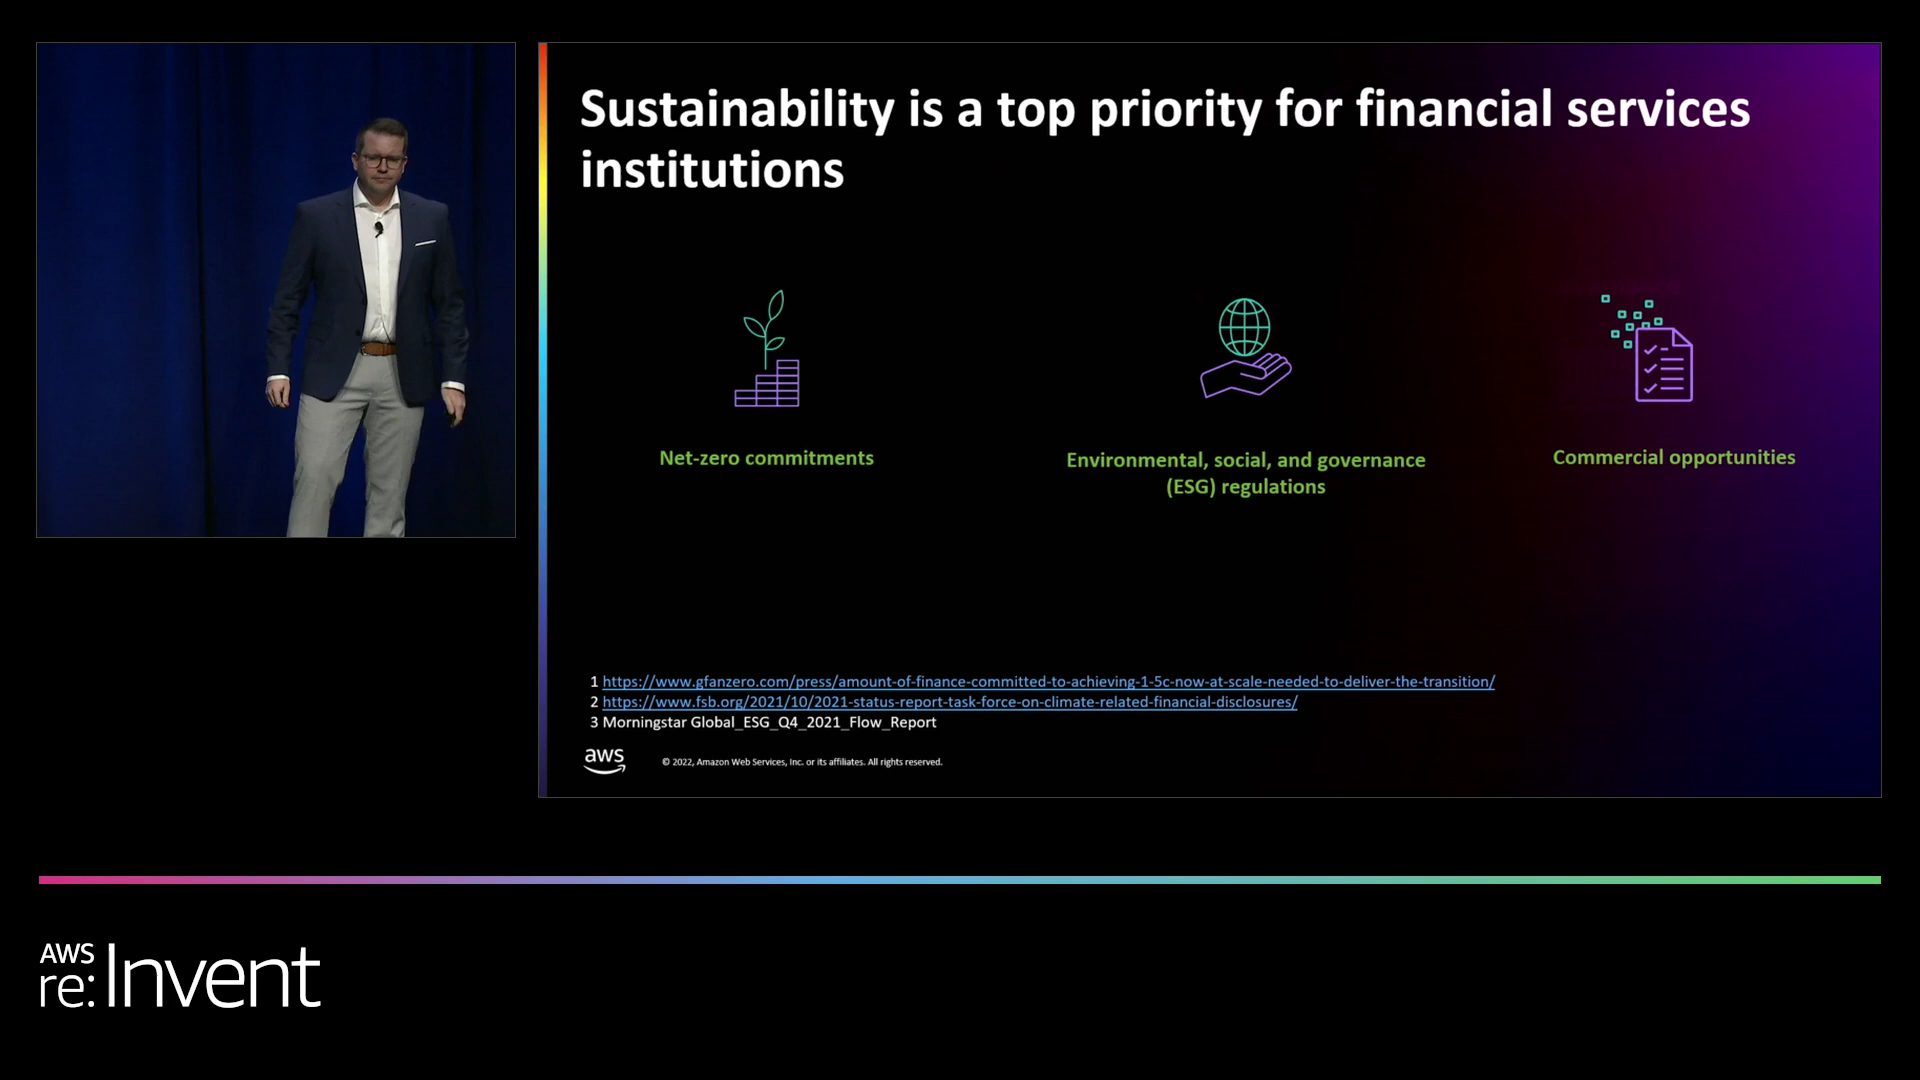 Sustainability is a top priority for financial services
institutions
Net-zero commitments
Environmental, social, and governance
(ESG) regulations
Commercial opportunities
1 https://www.gfanzero.com/press/amount-of-finance-committed-to-achieving-1-5c-now-at-scale-needed-to-deliver-the-transition/
2 https://www.fsb.org/2021/10/2021-status-report-task-force-on-climate-related-financial-disclosures/
3 Morningstar Global_ESG_Q4_2021_Flow_Report
aws
© 2022, Amazon Web Services, Inc. or its affiliates. All rights reserved.
AWS
re:Invent